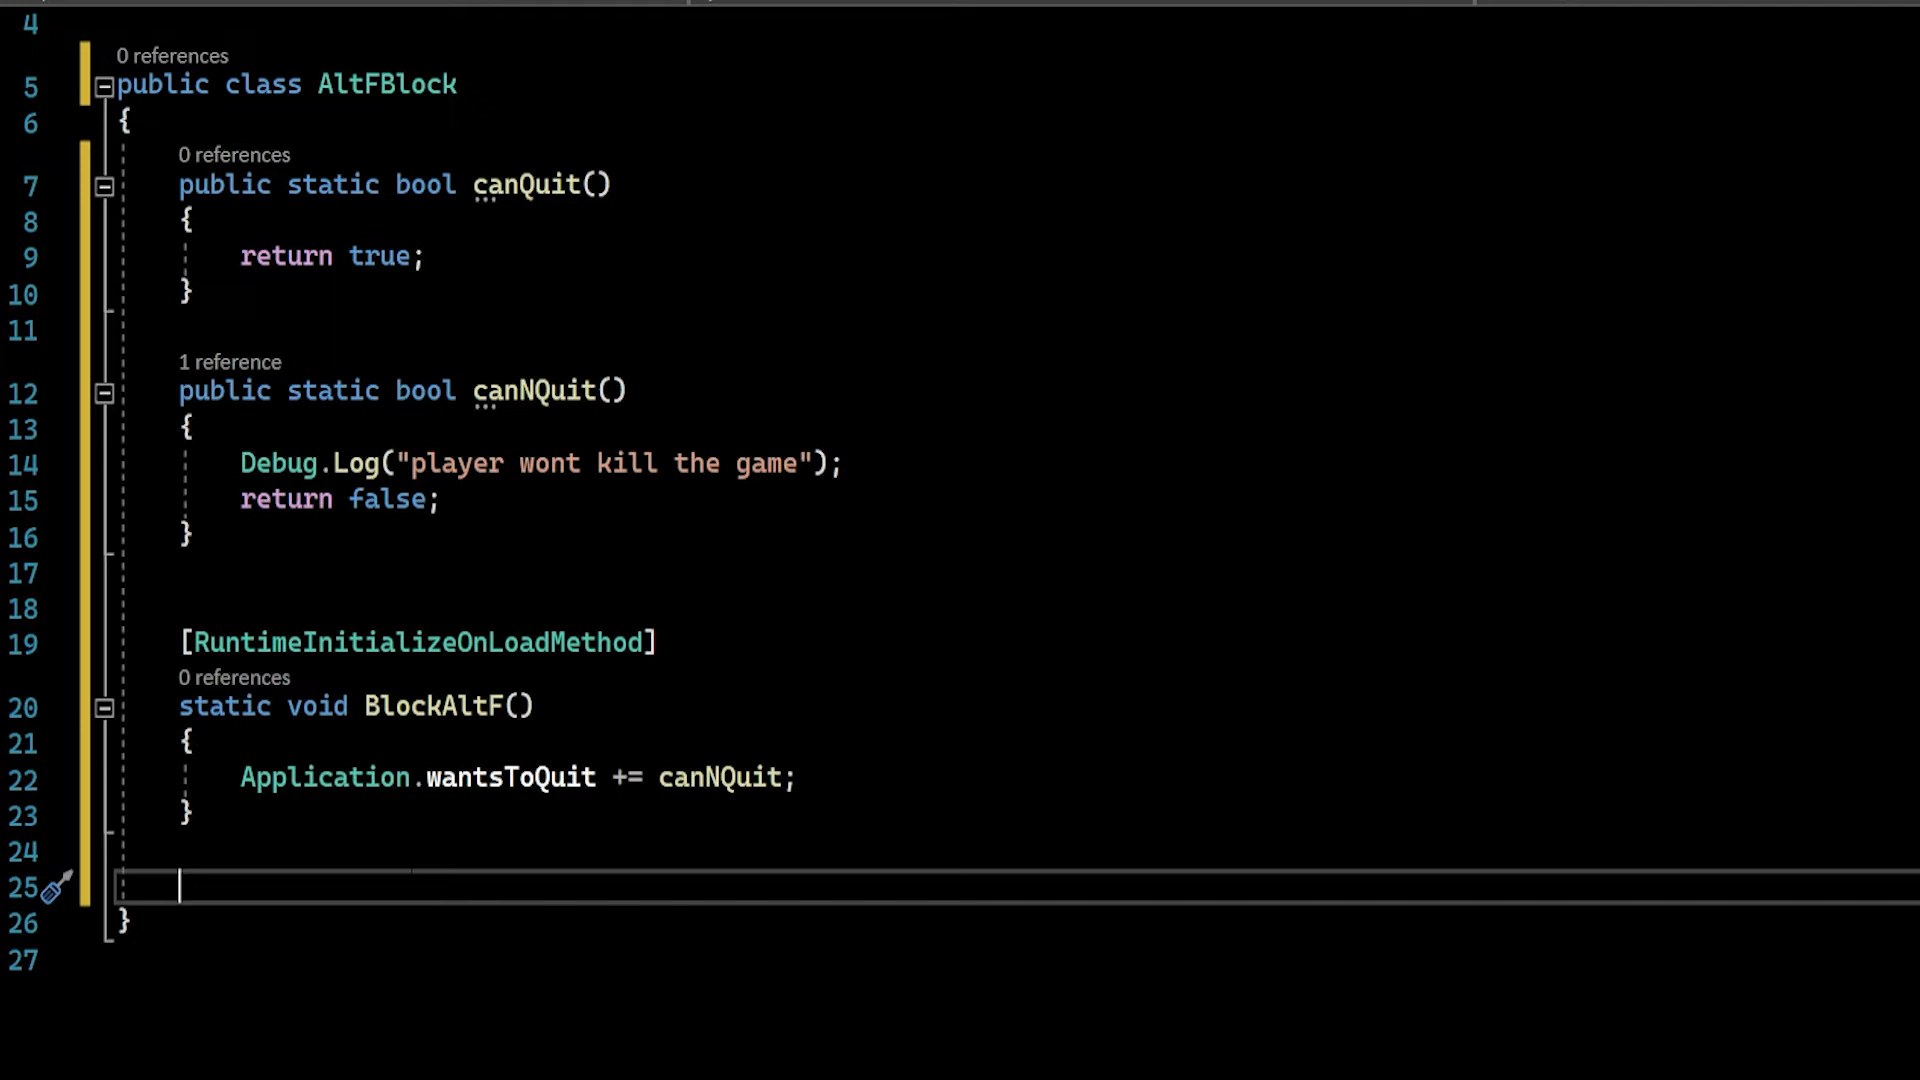 4
0 references
5 public class AltFBlock
6 {
0 references
7 public static bool canQuit()
8 {
9 return true;
10 }
11
1 reference
12 public static bool canNQuit()
13 {
14 Debug.Log("player wont kill the game");
15 return false;
16 }
17
18
19 [RuntimeInitializeOnLoadMethod]
0 references
20 static void BlockAltF()
21 {
22 Application.wantsToQuit += canNQuit;
23 }
24
25
26 }
27